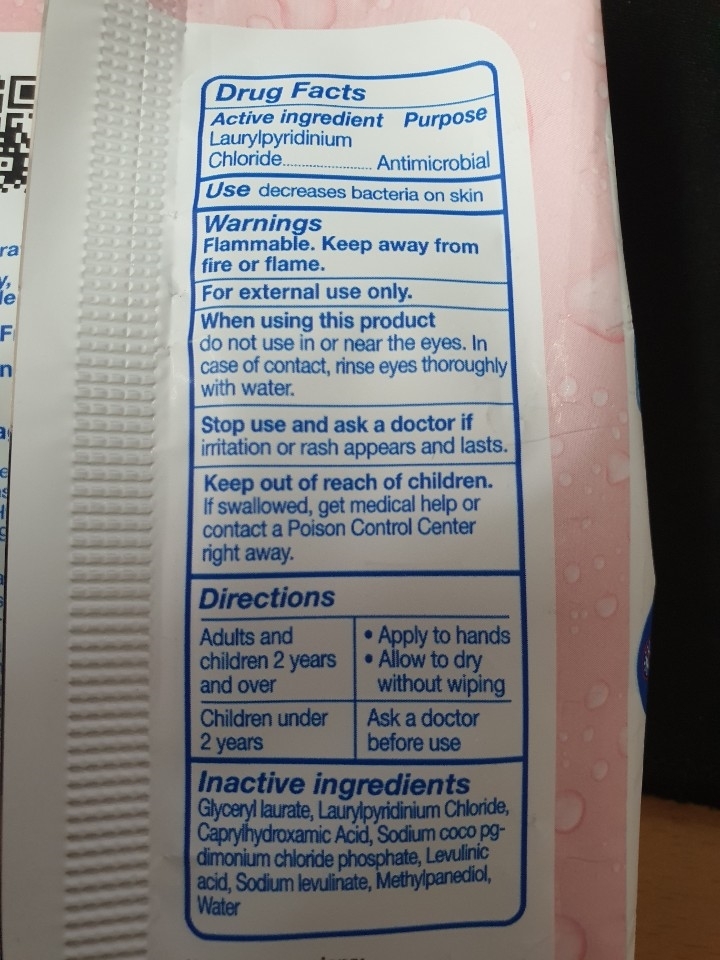 Drug Facts
Active ingredient Purpose
Laurylpyridinium
Chloride.................... Antimicrobial
Use decreases bacteria on skin
Warnings
Flammable. Keep away from
fire or flame.
For external use only.
When using this product
do not use in or near the eyes. In
case of contact, rinse eyes thoroughly
with water.
Stop use and ask a doctor if
irritation or rash appears and lasts.
Keep out of reach of children.
If swallowed, get medical help or
contact a Poison Control Center
right away.
Directions
Adults and
children 2 years
and over
• Apply to hands
• Allow to dry
without wiping
Children under
2 years
Ask a doctor
before use
Inactive ingredients
Glyceryl laurate, Laurylpyridinium Chloride,
Caprylhydroxamic Acid, Sodium coco pg-
dimonium chloride phosphate, Levulinic
acid, Sodium levulinate, Methylpanediol,
Water